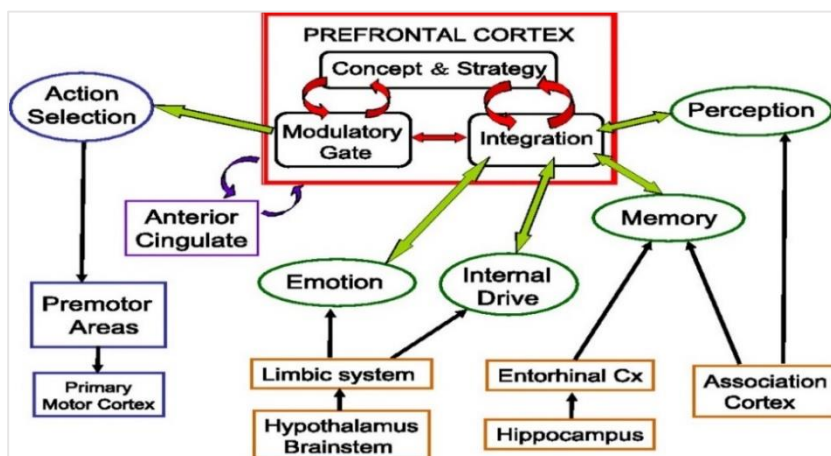 PREFRONTAL CORTEX
Concept & Strategy
Action
Selection
Modulatory
Gate
Integration
Perception
Anterior
Cingulate
Memory
Emotion
Internal
Drive
Premotor
Areas
Primary
Motor Cortex
Limbic system
Hypothalamus
Brainstem
Entorhinal Cx
Hippocampus
Association
Cortex